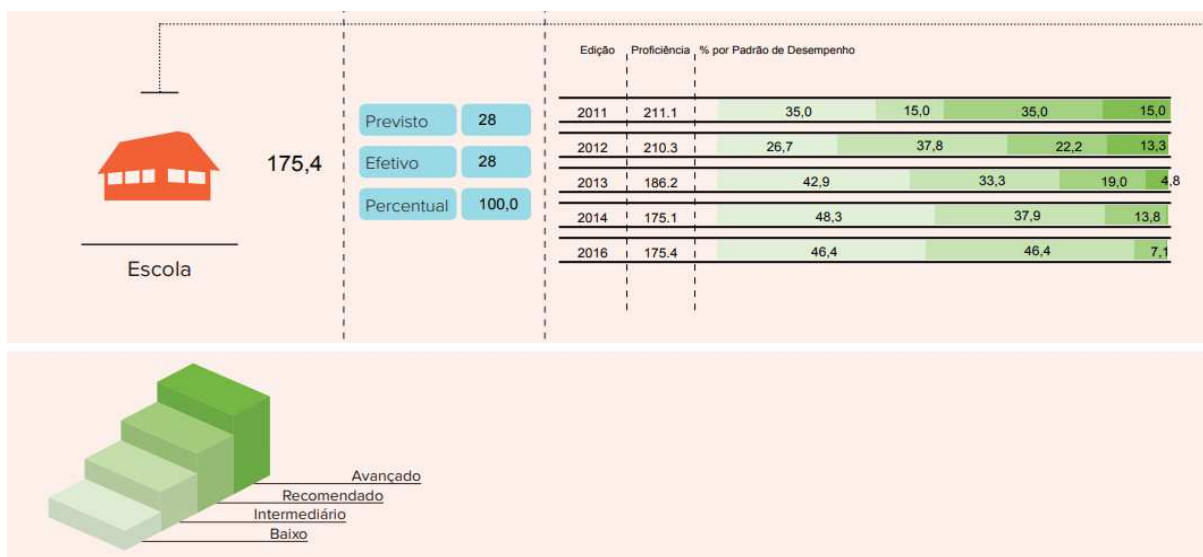 Edição Proficiência % por Padrão de Desempenho
2011 211.1 35,0 15,0 35,0 15,0
2012 210.3 26,7 37,8 22,2 13,3
2013 186.2 42,9 33,3 19,0 4,8
2014 175.1 48,3 37,9 13,8
2016 175.4 46,4 46,4 7,1
175,4
Escola
Previsto 28
Efetivo 28
Percentual 100,0
Avançado
Recomendado
Intermediário
Baixo